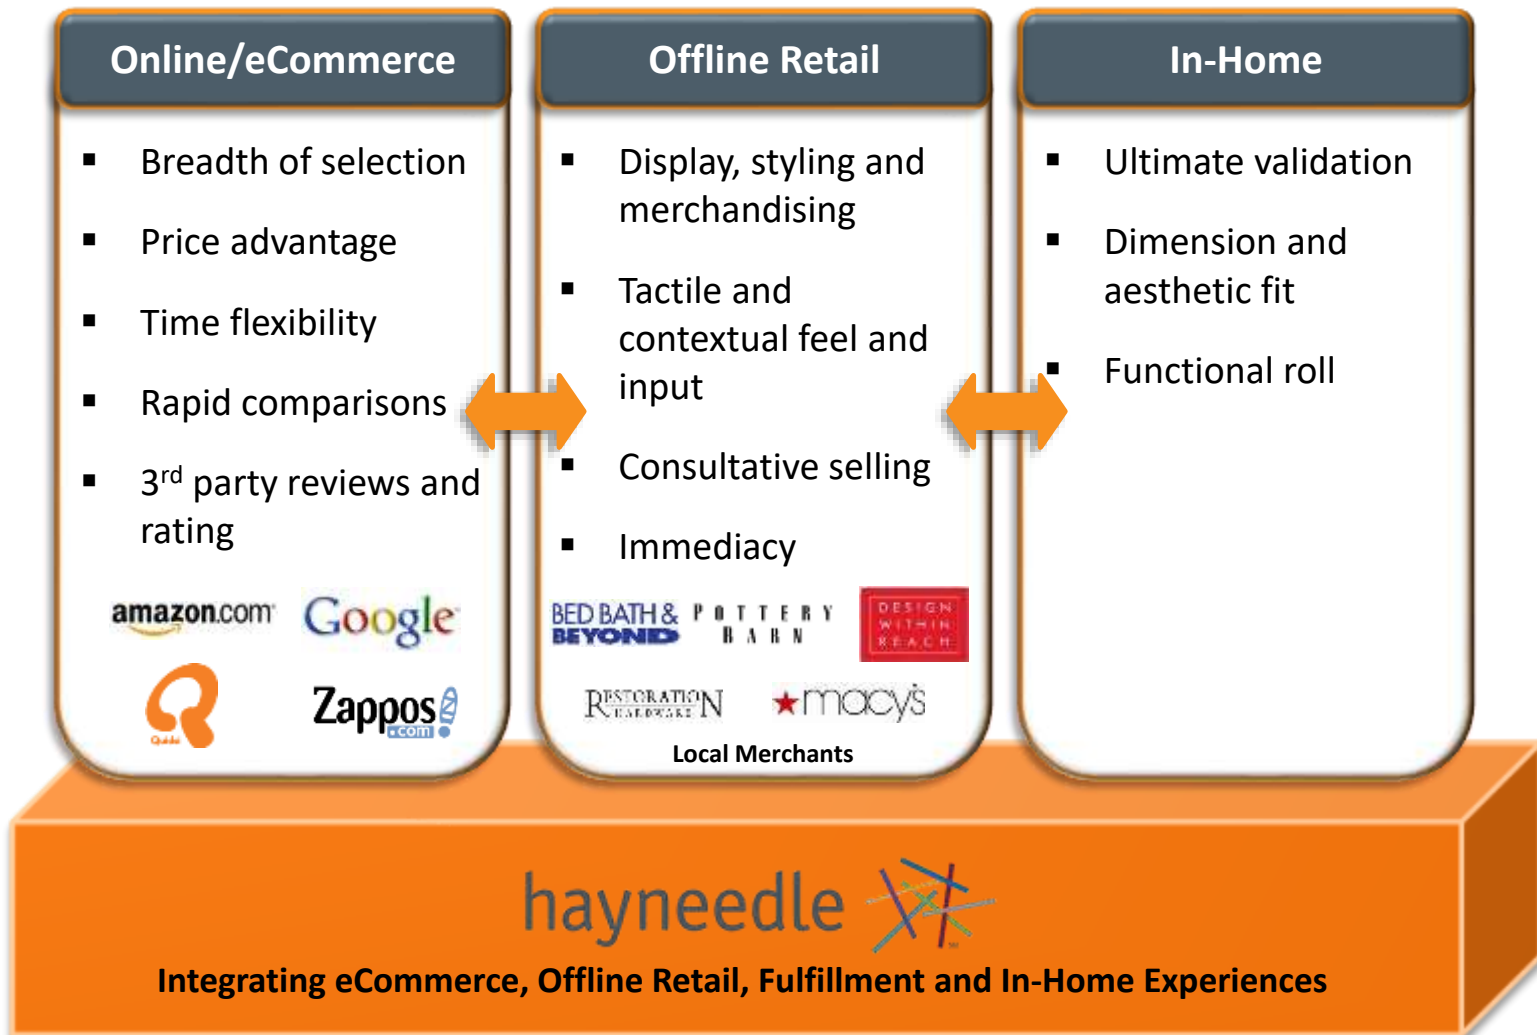 Online/eCommerce
Breadth of selection
Price advantage
Time flexibility
Rapid comparisons
3rd party reviews and
rating
amazon.com
Google
Quidsi
Zappos
.com
Offline Retail
Display, styling and
merchandising
Tactile and
contextual feel and
input
Consultative selling
Immediacy
BED BATH &
BEYOND
POTTERY
BARN
DESIGN
WITHIN
REACH
RESTORATION
HARDWARE
macy's
Local Merchants
In-Home
Ultimate validation
Dimension and
aesthetic fit
Functional roll
hayneedle
Integrating eCommerce, Offline Retail, Fulfillment and In-Home Experiences